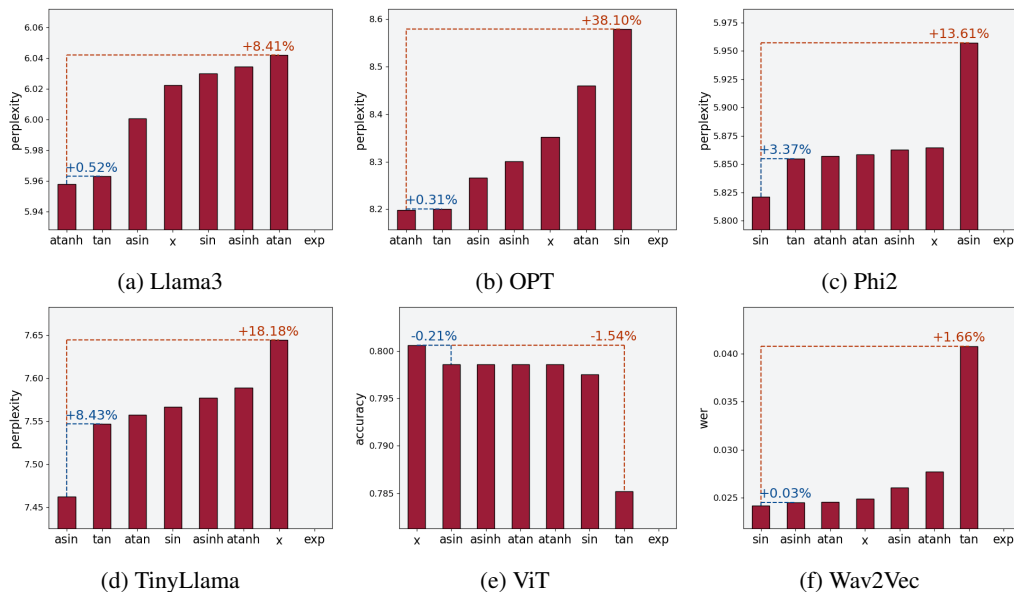 6.06
6.04
6.02
6.00
5.98
5.96
5.94
perplexity
+8.41%
+0.52%
atanh tan asin x sin asinh atan exp
(a) Llama3
8.6
8.5
8.4
8.3
8.2
perplexity
+38.10%
+0.31%
atanh tan asin asinh x atan sin exp
(b) OPT
5.975
5.950
5.925
5.900
5.875
5.850
5.825
5.800
perplexity
+13.61%
+3.37%
sin tan atanh atan asinh x asin exp
(c) Phi2
7.65
7.60
7.55
7.50
7.45
perplexity
+18.18%
+8.43%
asin tan atan sin asinh atanh x exp
(d) TinyLlama
0.800
0.795
0.790
0.785
accuracy
-0.21%
-1.54%
x asin asinh atan atanh sin tan exp
(e) ViT
0.040
0.035
0.030
0.025
wer
+1.66%
+0.03%
sin asinh atan x asin atanh tan exp
(f) Wav2Vec